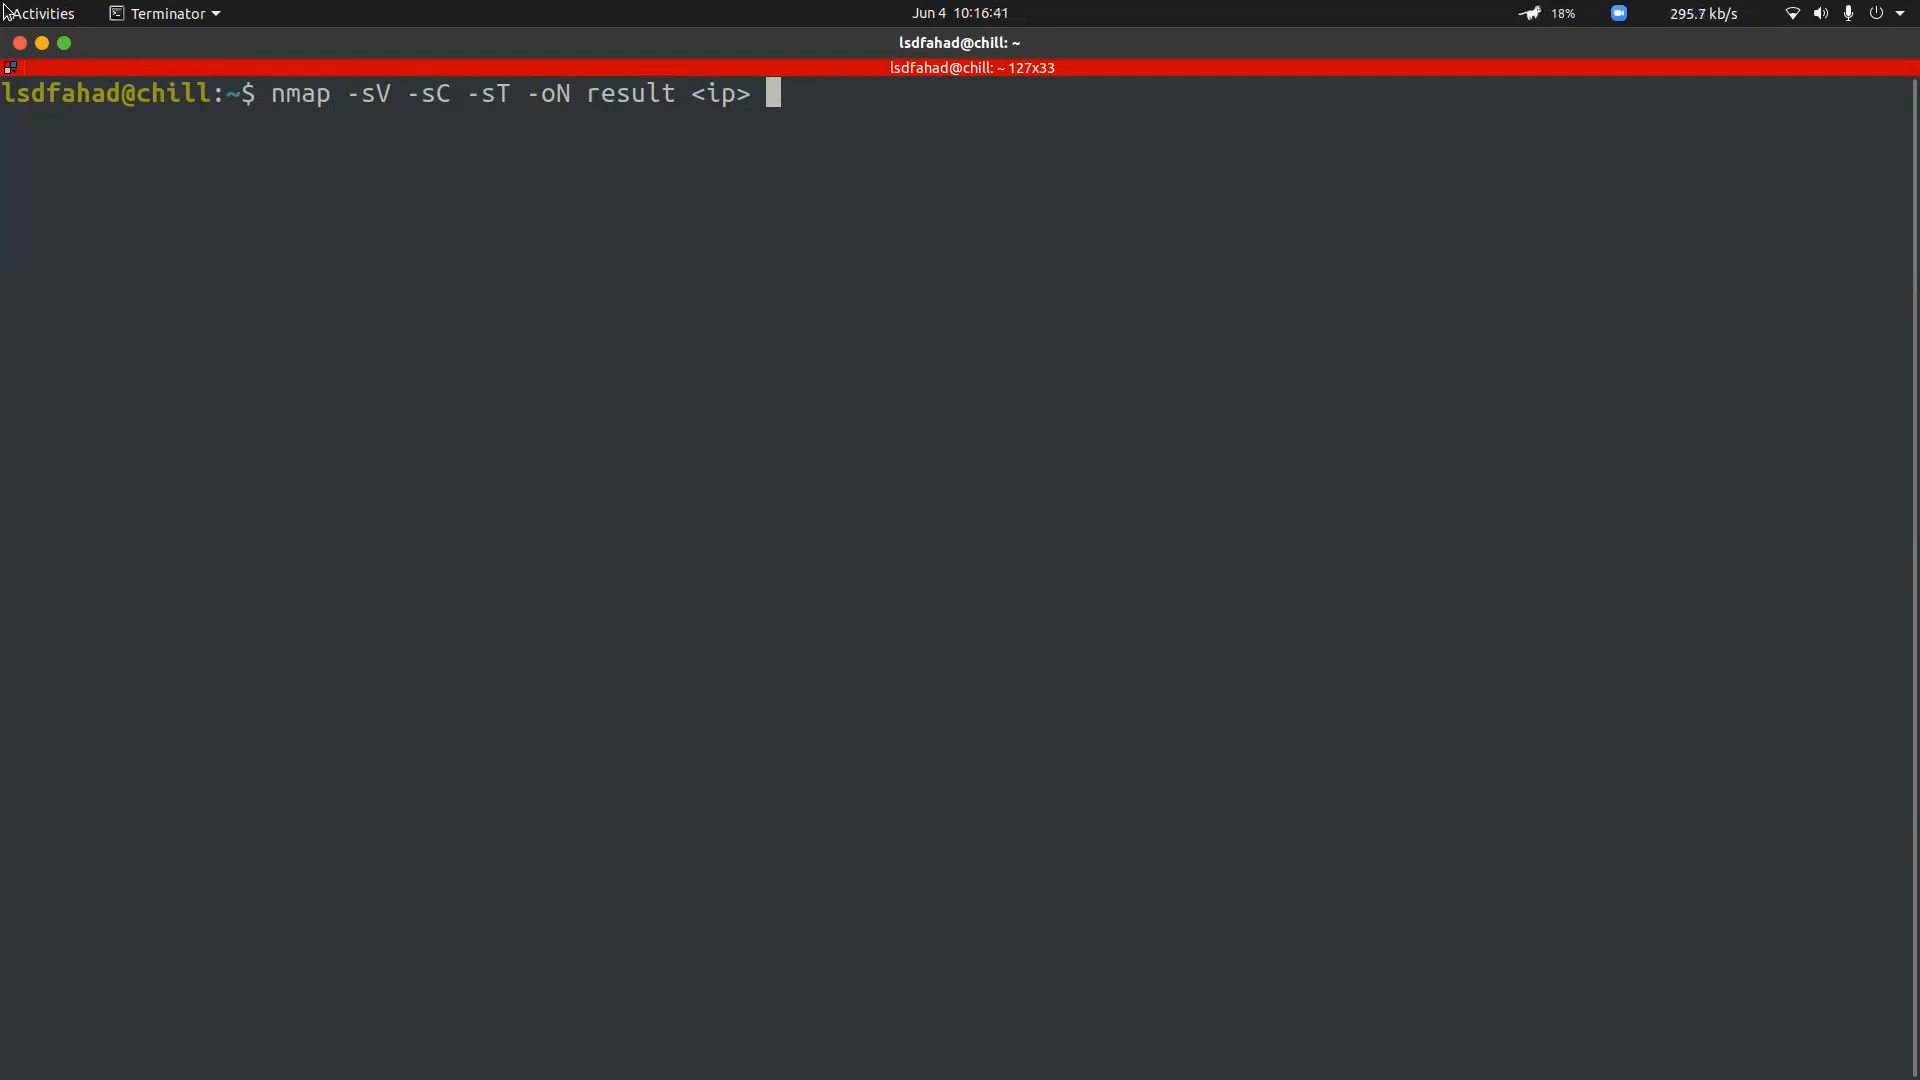 Activities Terminator Jun 4 10:16:41 18% 295.7 kb/s
lsdfahad@chill: ~
lsdfahad@chill: ~ 127x33
lsdfahad@chill:~$ nmap -sV -sC -sT -oN result <ip>